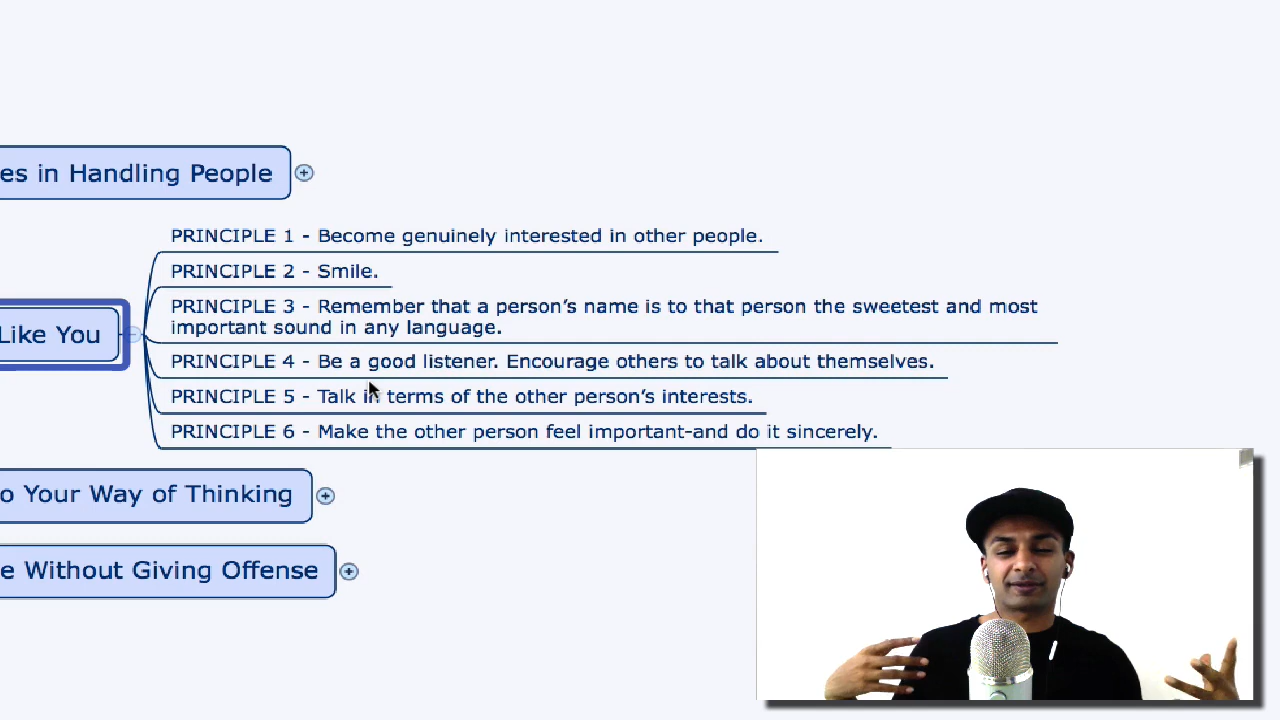 es in Handling People
PRINCIPLE 1 - Become genuinely interested in other people.
PRINCIPLE 2 - Smile.
PRINCIPLE 3 - Remember that a person’s name is to that person the sweetest and most
important sound in any language.
Like You
PRINCIPLE 4 - Be a good listener. Encourage others to talk about themselves.
PRINCIPLE 5 - Talk in terms of the other person’s interests.
PRINCIPLE 6 - Make the other person feel important-and do it sincerely.
o Your Way of Thinking
e Without Giving Offense